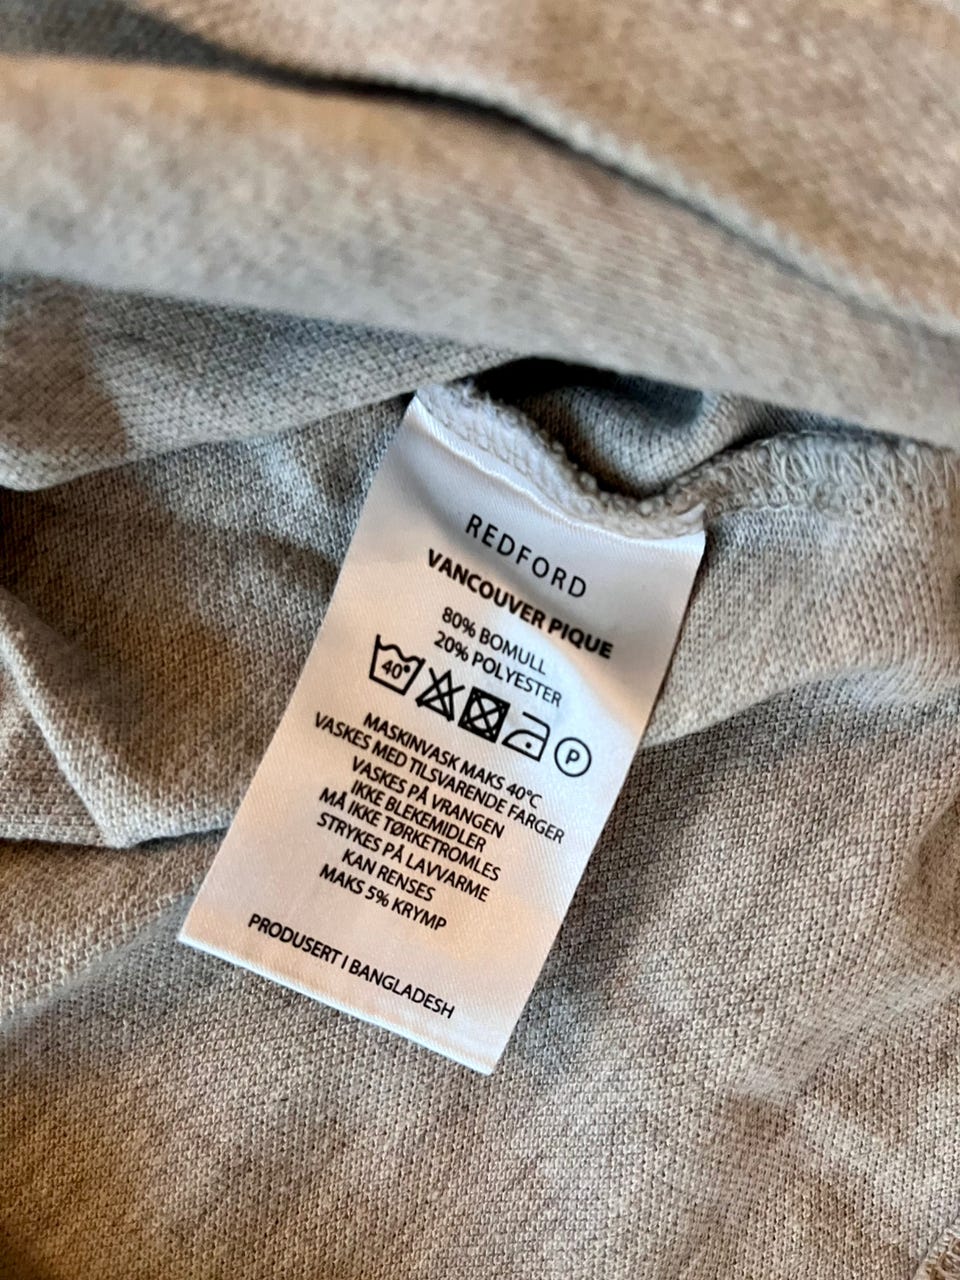 REDFORD
VANCOUVER PIQUE
80% BOMULL
20% POLYESTER
40° P
MASKINVASK MAKS 40°C
VASKES MED TILSVARENDE FARGER
VASKES PÅ VRANGEN
IKKE BLEKEMIDLER
MÅ IKKE TØRKETROMLES
STRYKES PÅ LAVVARME
KAN RENSES
MAKS 5% KRYMP
PRODUSERT I BANGLADESH